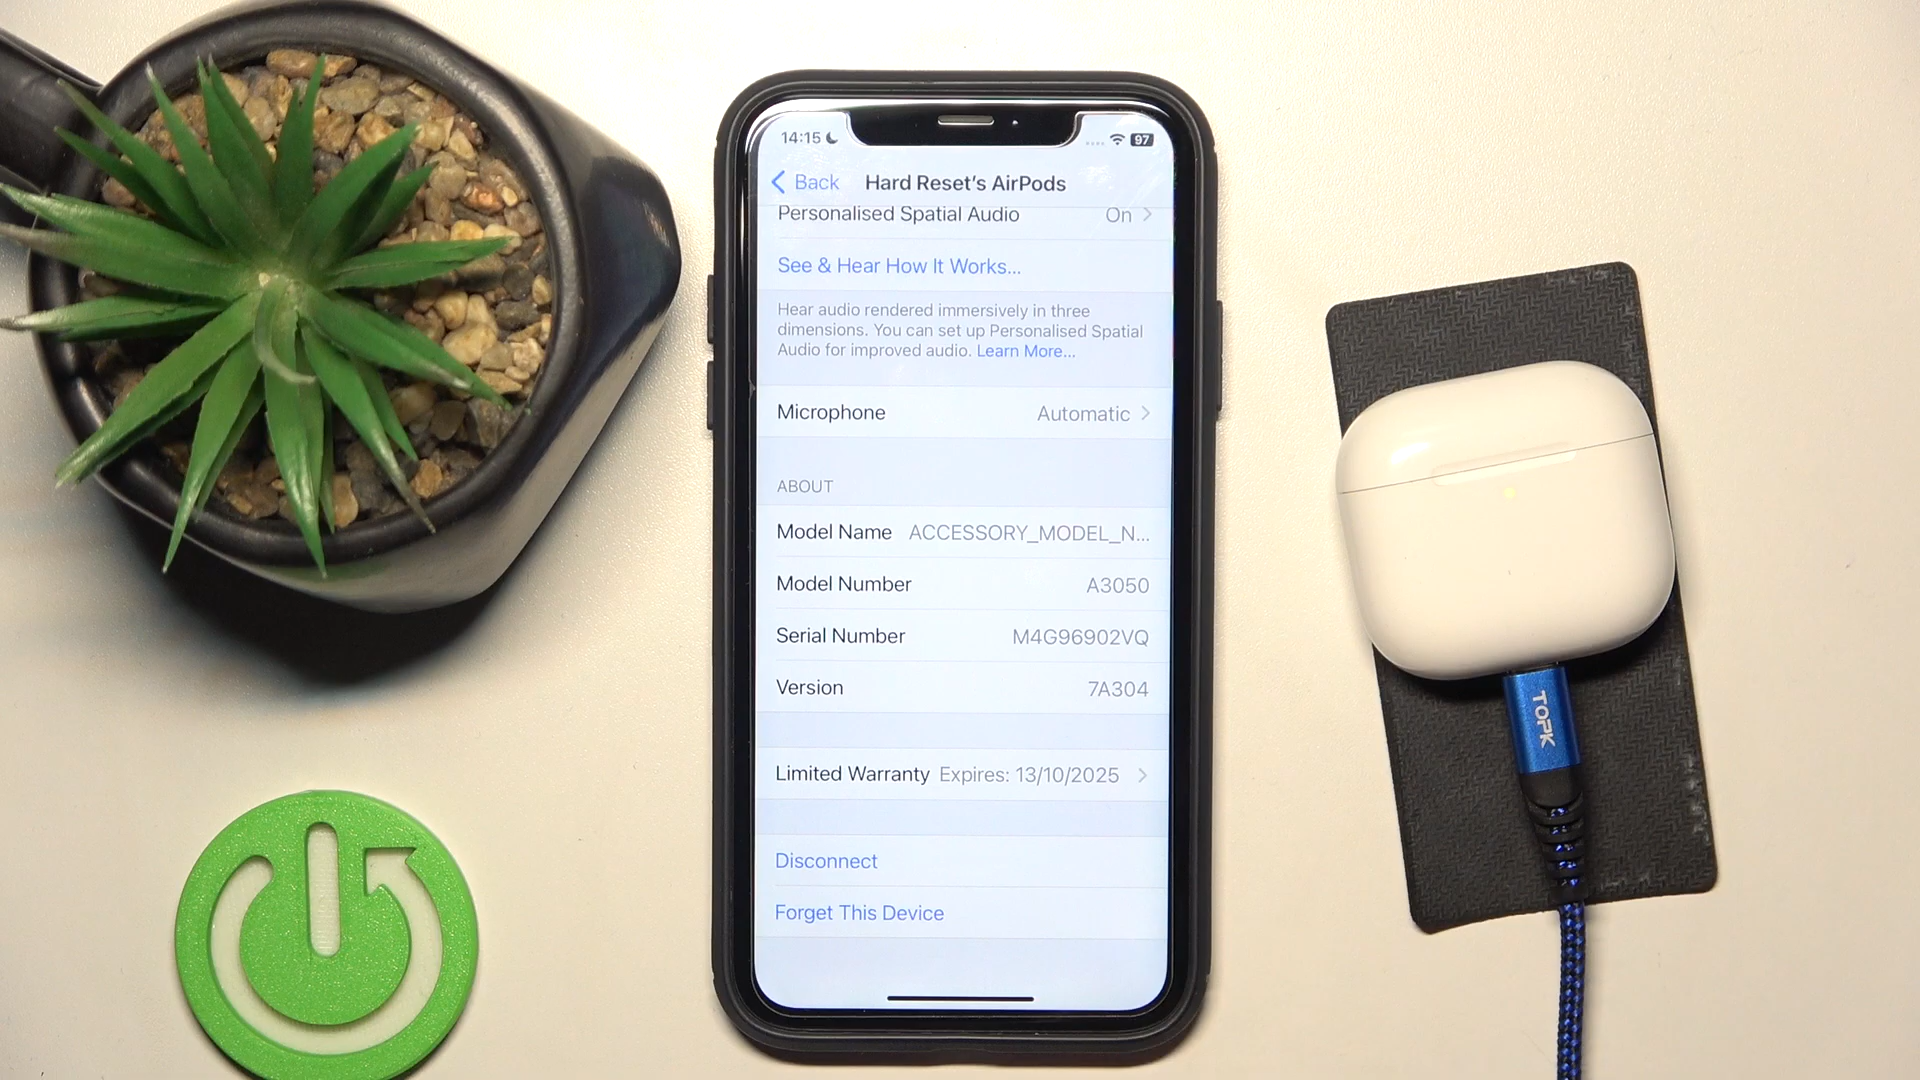 14:15
97
Back Hard Reset's AirPods
Personalised Spatial Audio On
See & Hear How It Works...
Hear audio rendered immersively in three
dimensions. You can set up Personalised Spatial
Audio for improved audio. Learn More...
Microphone Automatic
ABOUT
Model Name ACCESSORY_MODEL_N...
Model Number A3050
Serial Number M4G96902VQ
Version 7A304
Limited Warranty Expires: 13/10/2025
Disconnect
Forget This Device
TOPK